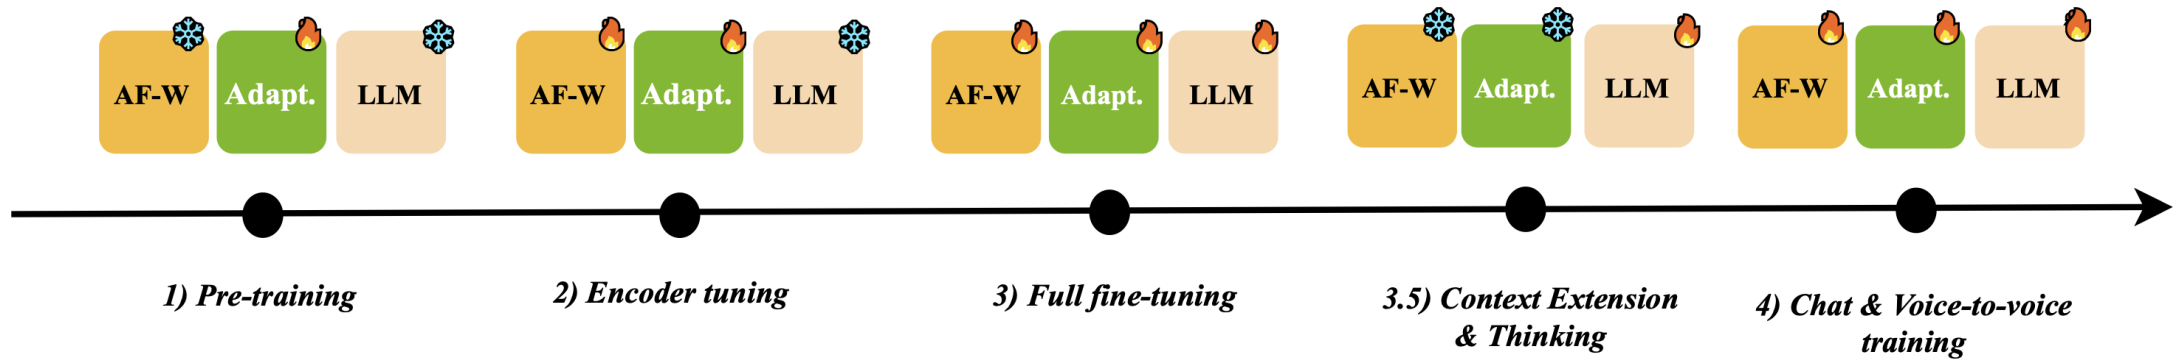 AF-W Adapt. LLM
AF-W Adapt. LLM
AF-W Adapt. LLM
AF-W Adapt. LLM
AF-W Adapt. LLM
1) Pre-training
2) Encoder tuning
3) Full fine-tuning
3.5) Context Extension
& Thinking
4) Chat & Voice-to-voice
training